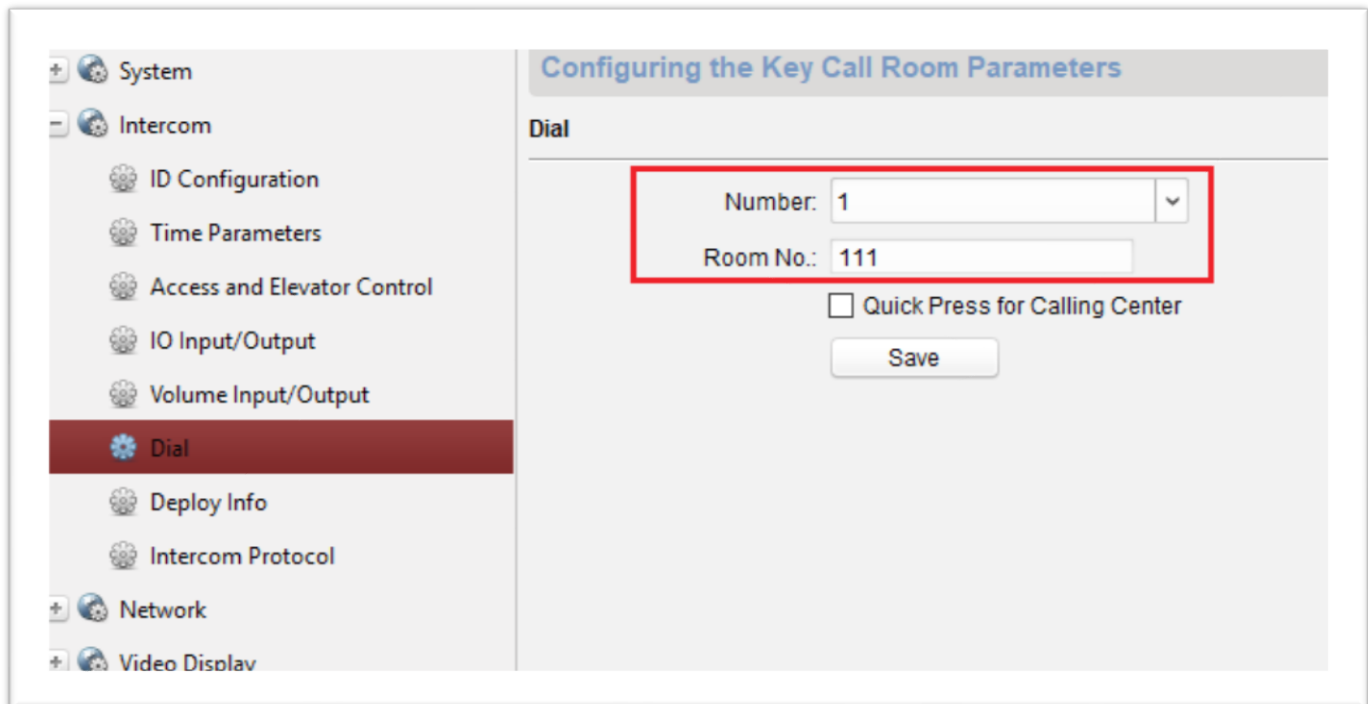 System
Intercom
ID Configuration
Time Parameters
Access and Elevator Control
IO Input/Output
Volume Input/Output
Dial
Deploy Info
Intercom Protocol
Network
Video Display
Configuring the Key Call Room Parameters
Dial
Number: 1
Room No.: 111
Quick Press for Calling Center
Save